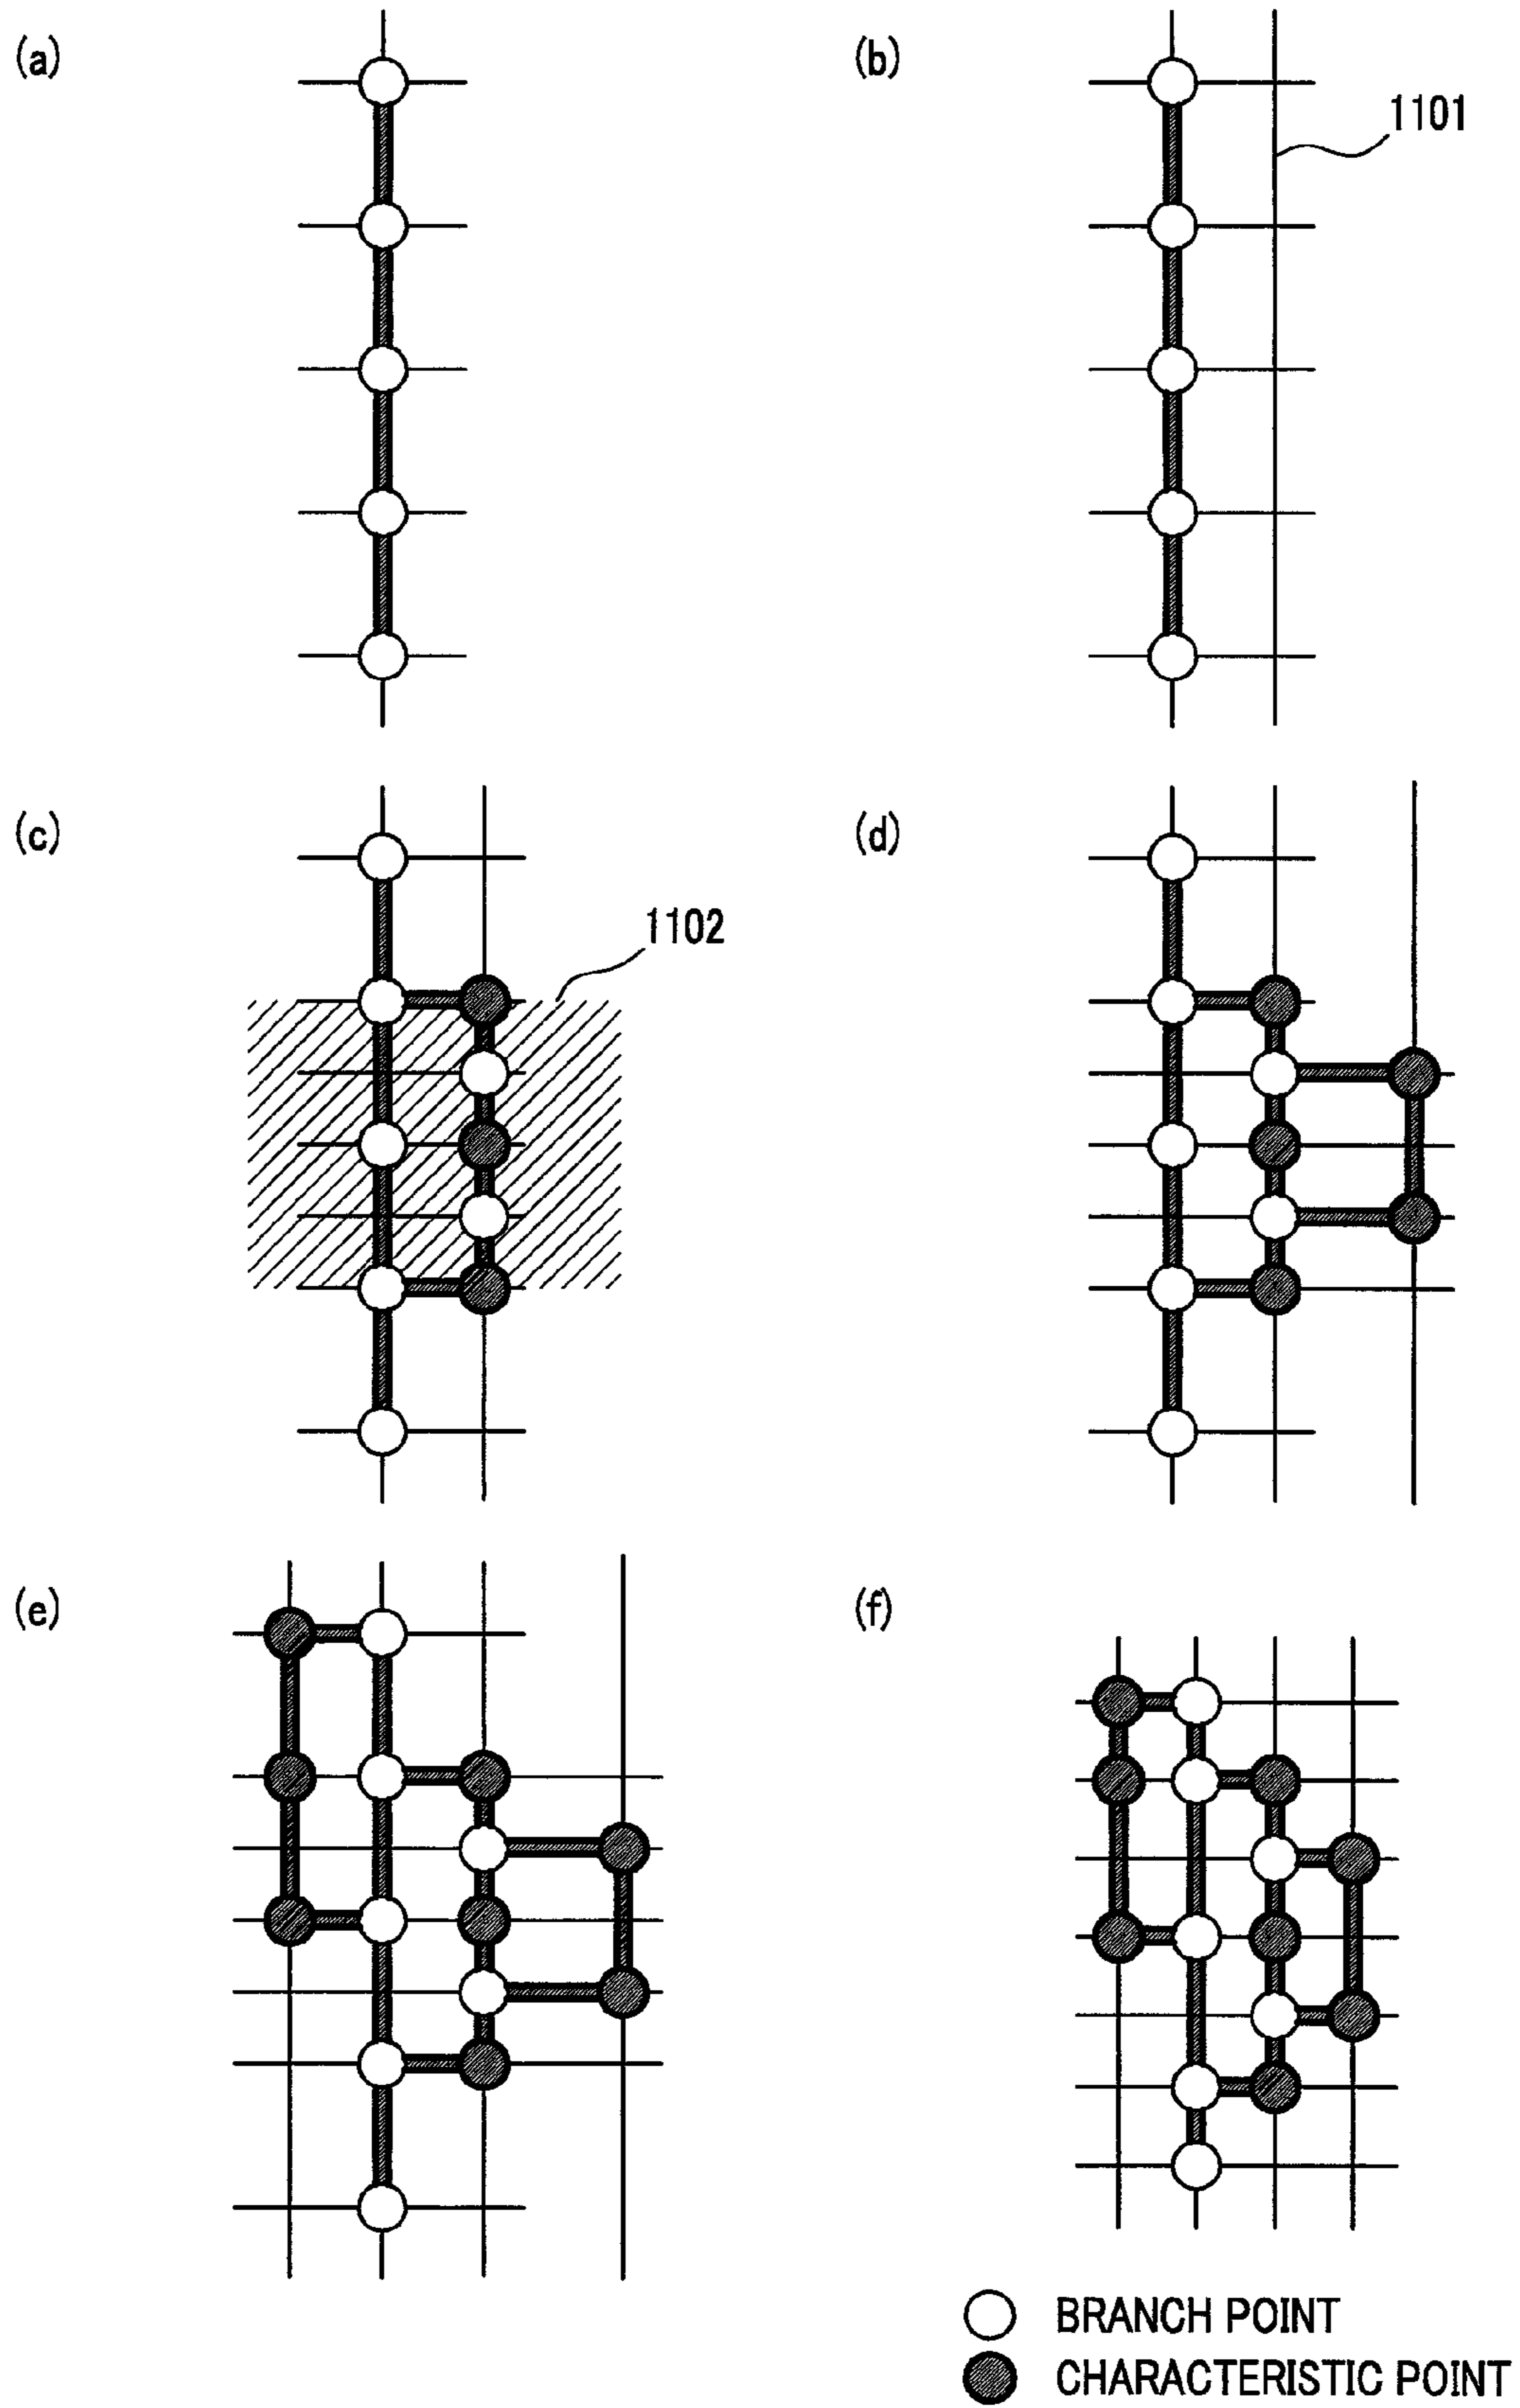 (a)
(b)
1101
(c)
(d)
1102
(e)
(f)
BRANCH POINT
CHARACTERISTIC POINT